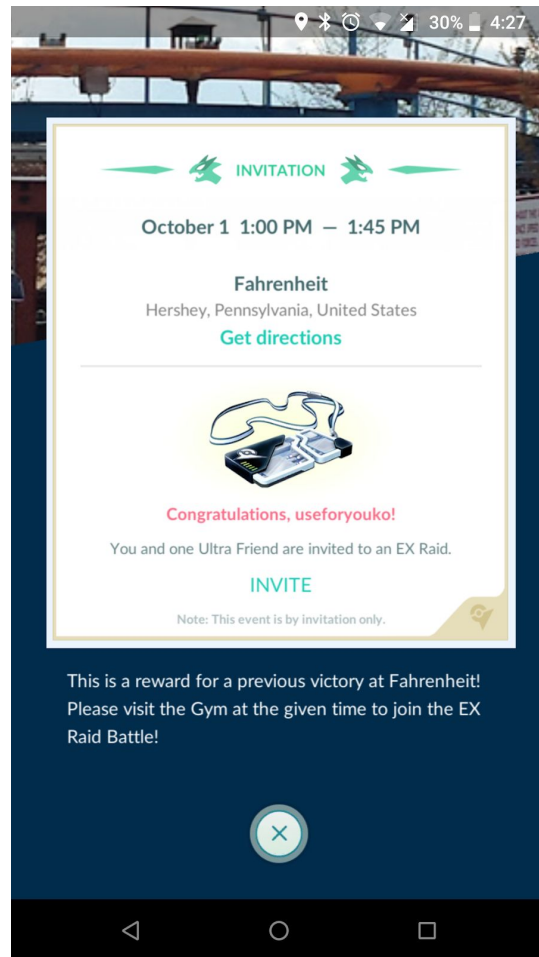 30% 4:27
INVITATION
October 1 1:00 PM — 1:45 PM
Fahrenheit
Hershey, Pennsylvania, United States
Get directions
Congratulations, useforyouko!
You and one Ultra Friend are invited to an EX Raid.
INVITE
Note: This event is by invitation only.
This is a reward for a previous victory at Fahrenheit!
Please visit the Gym at the given time to join the EX
Raid Battle!